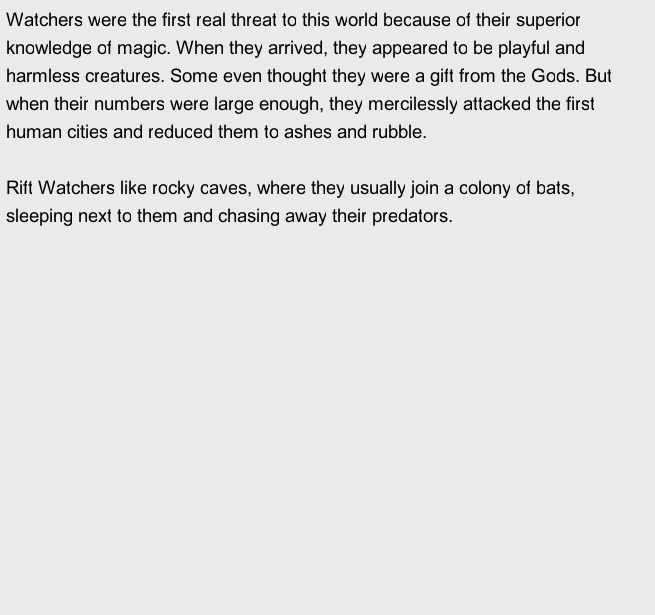 Watchers were the first real threat to this world because of their superior
knowledge of magic. When they arrived, they appeared to be playful and
harmless creatures. Some even thought they were a gift from the Gods. But
when their numbers were large enough, they mercilessly attacked the first
human cities and reduced them to ashes and rubble.

Rift Watchers like rocky caves, where they usually join a colony of bats,
sleeping next to them and chasing away their predators.